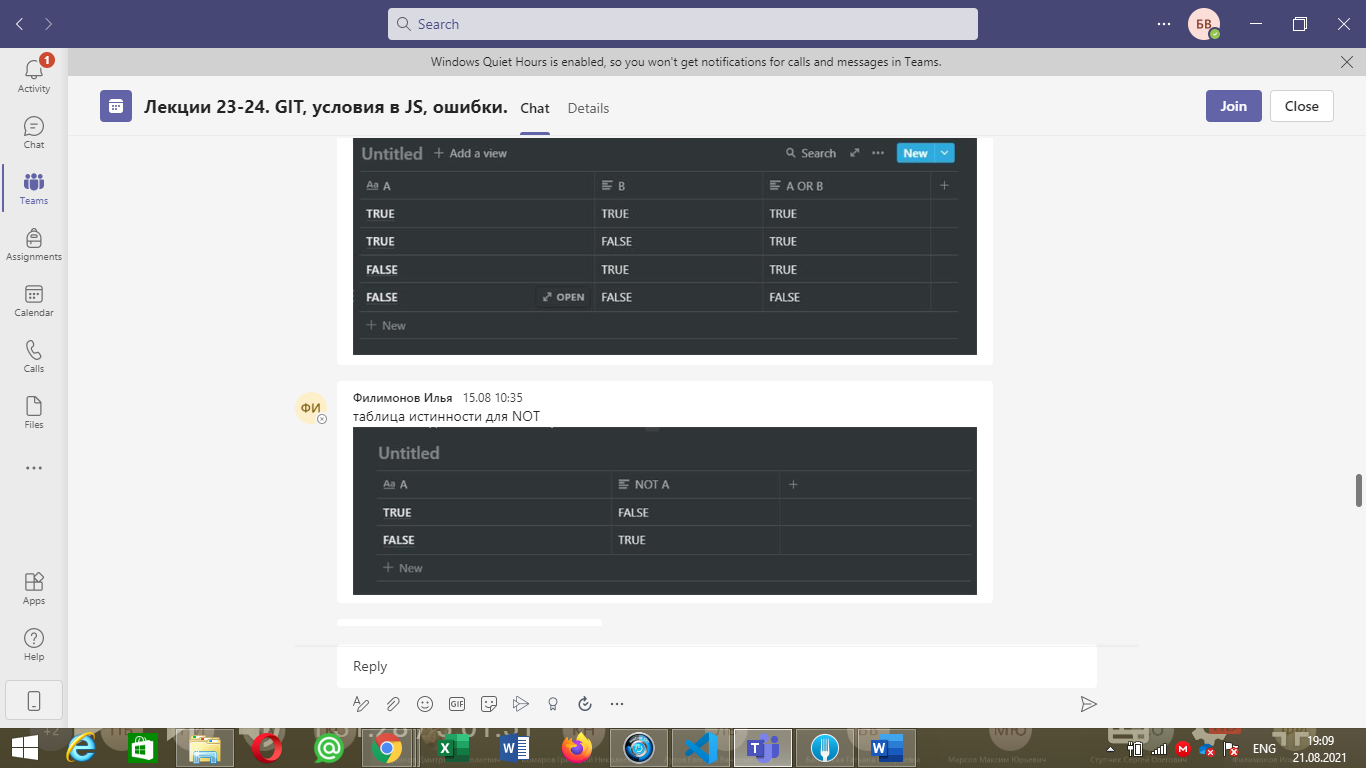 Search
БВ
1
Windows Quiet Hours is enabled, so you won't get notifications for calls and messages in Teams.
Activity
Chat
Teams
Assignments
Calendar
Calls
Files
Apps
Help
Лекции 23-24. GIT, условия в JS, ошибки.
Chat
Details
Join
Close
Untitled
+ Add a view
Search
New
Aa A
B
A OR B
TRUE
TRUE
TRUE
TRUE
FALSE
TRUE
FALSE
TRUE
TRUE
FALSE
OPEN
FALSE
FALSE
+ New
ФИ
Филимонов Илья 15.08 10:35
таблица истинности для NOT
Untitled
Aa A
NOT A
TRUE
FALSE
FALSE
TRUE
+ New
Reply
GIF
ENG
19:09
21.08.2021